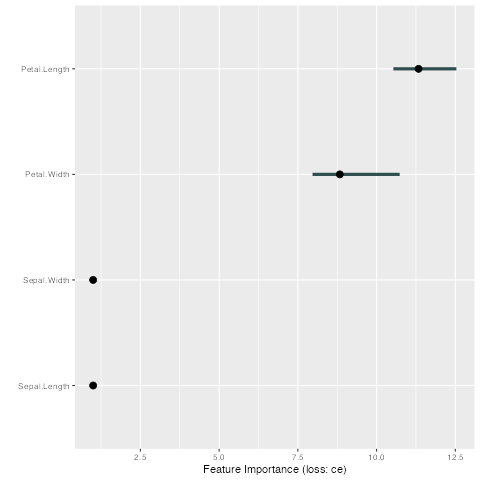 Petal.Length
Petal.Width
Sepal.Width
Sepal.Length
2.5 5.0 7.5 10.0 12.5
Feature Importance (loss: ce)